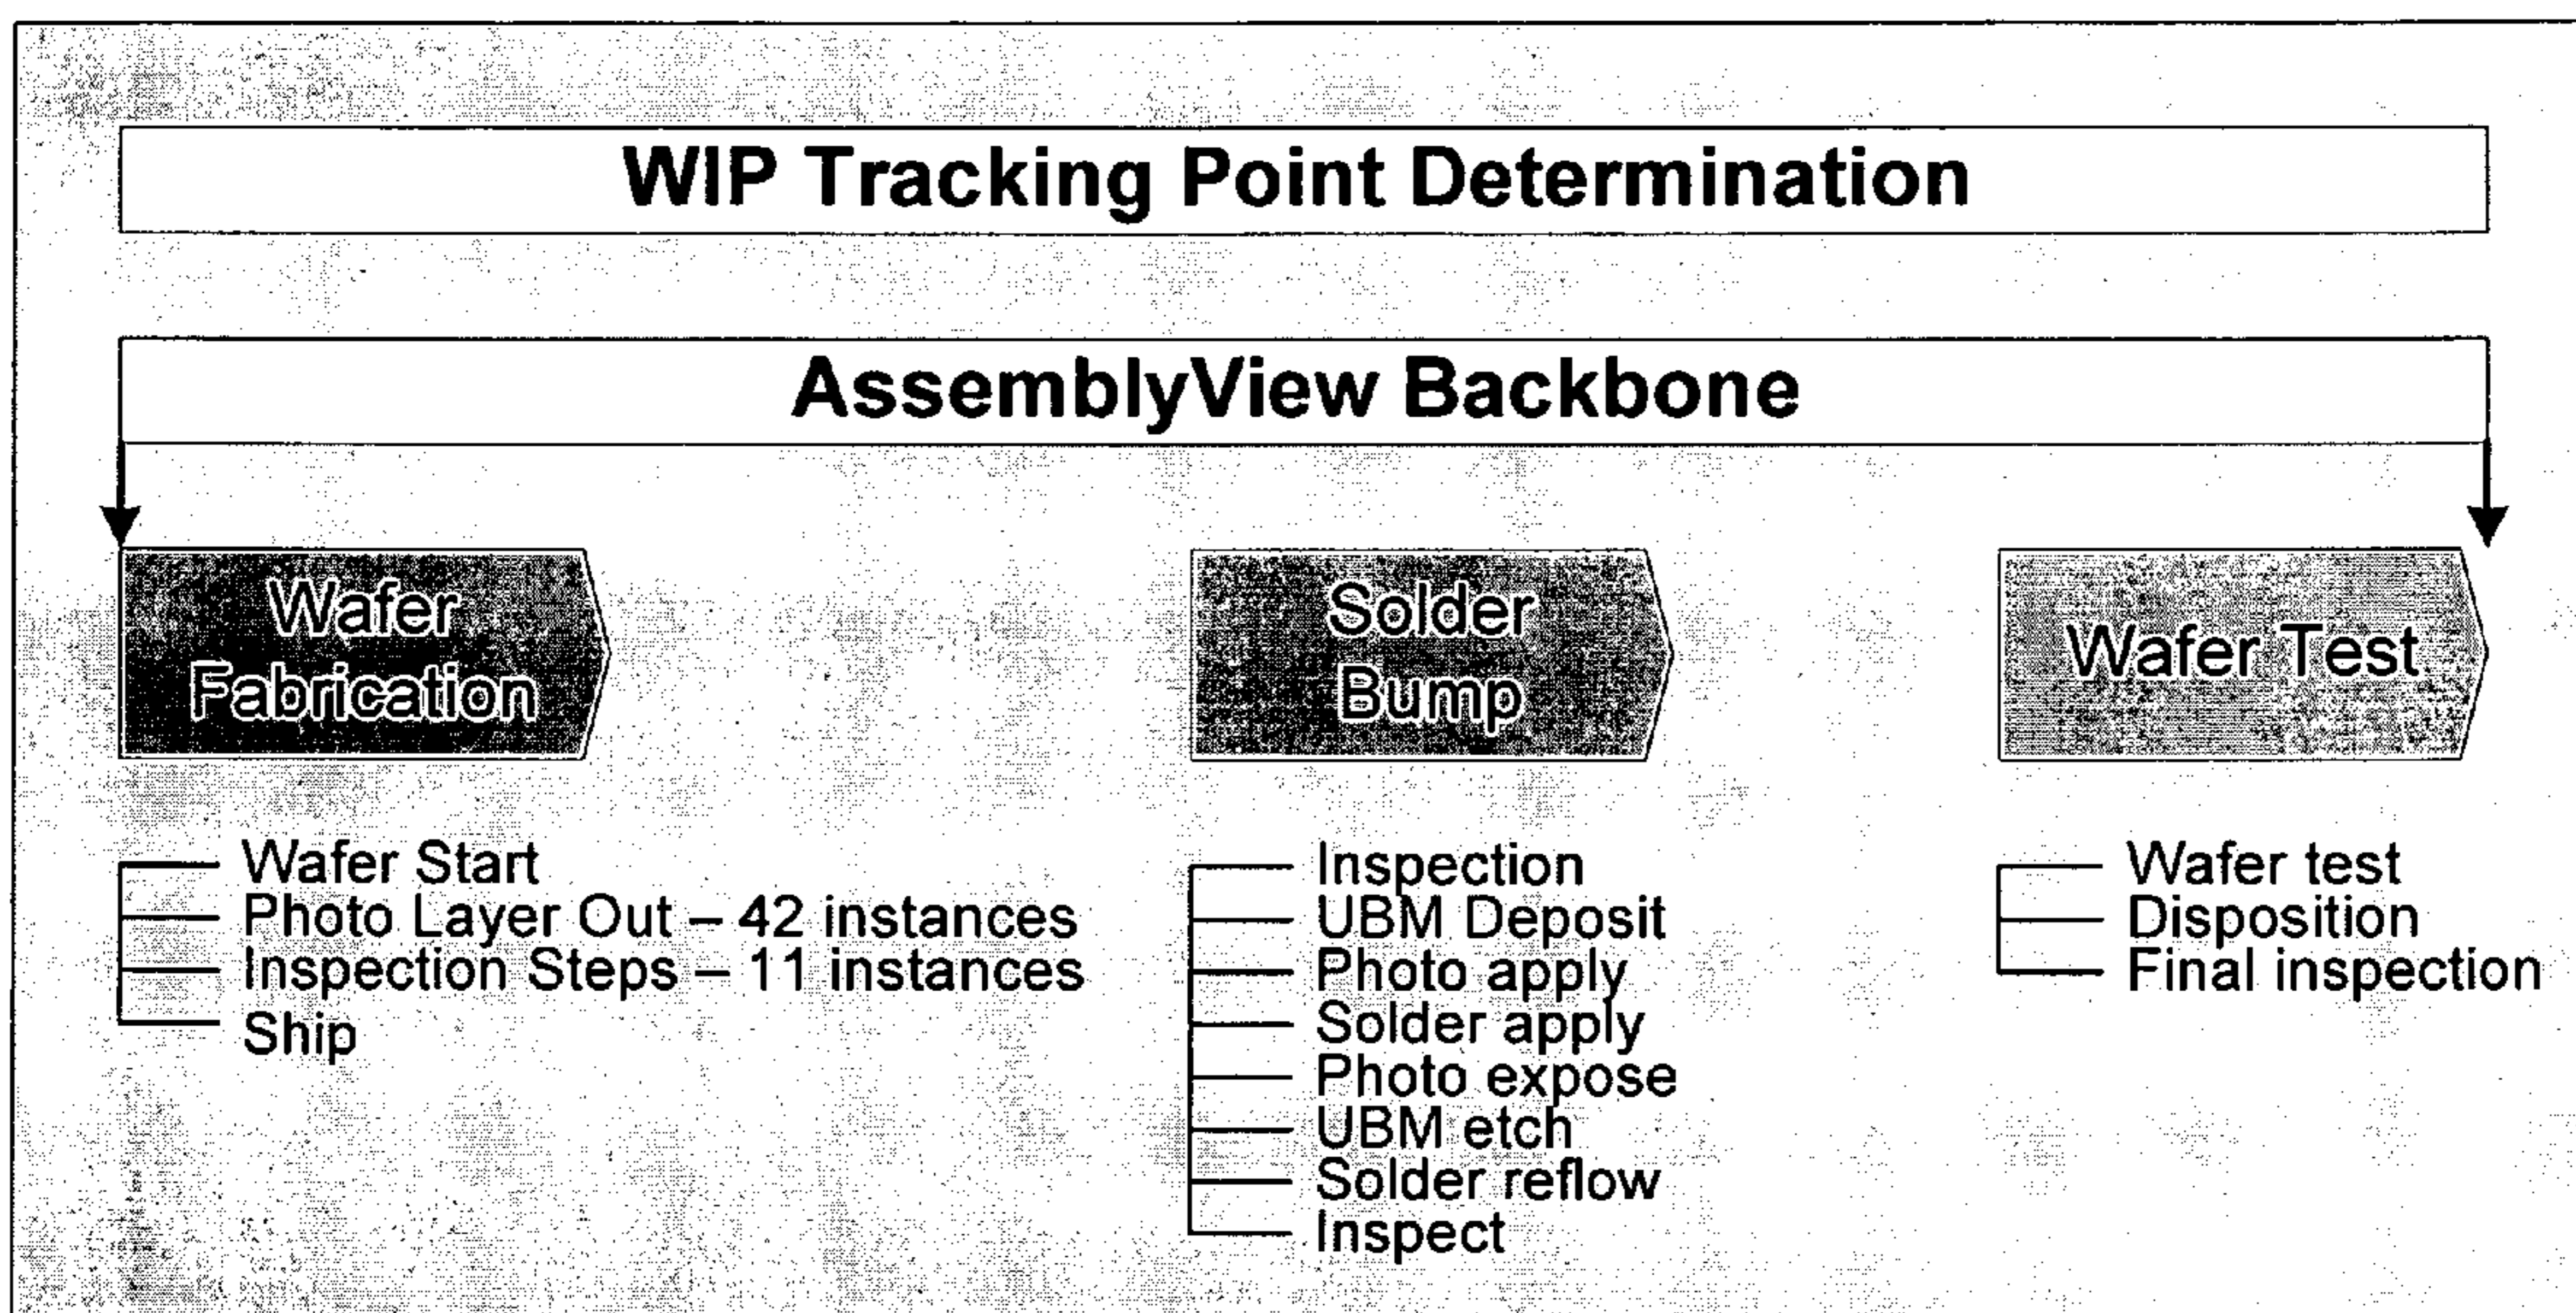 WIP Tracking Point Determination
AssemblyView Backbone
Wafer
Fabrication
Wafer Start
Photo Layer Out – 42 instances
Inspection Steps – 11 instances
Ship
Solder
Bump
Inspection
UBM Deposit
Photo apply
Solder apply
Photo expose
UBM etch
Solder reflow
Inspect
Wafer Test
Wafer test
Disposition
Final inspection